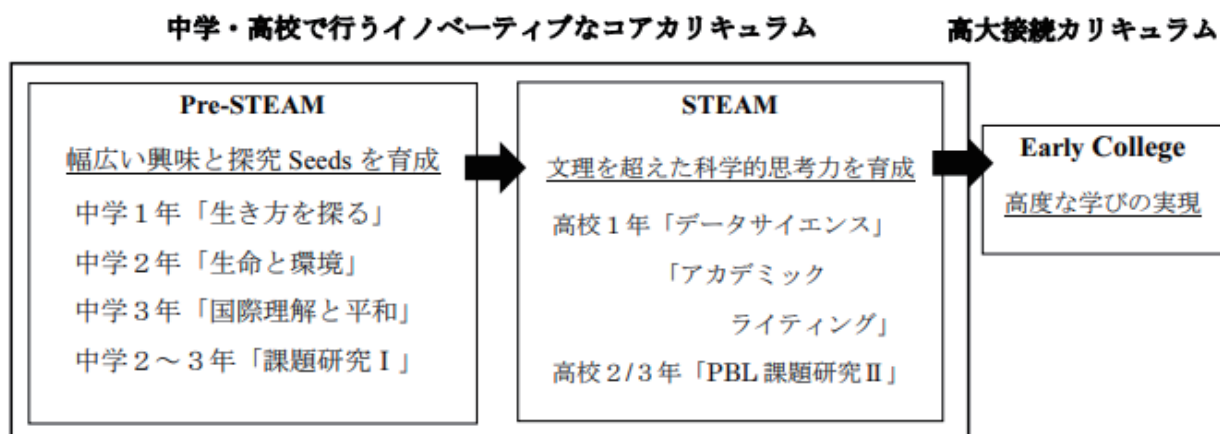 中学・高校で行うイノベーティブなコアカリキュラム
高大接続カリキュラム
Pre-STEAM
幅広い興味と探究 Seeds を育成
中学1年「生き方を探る」
中学2年「生命と環境」
中学3年「国際理解と平和」
中学2～3年「課題研究Ⅰ」
STEAM
文理を超えた科学的思考力を育成
高校1年「データサイエンス」
「アカデミック
ライティング」
高校2/3年「PBL 課題研究Ⅱ」
Early College
高度な学びの実現